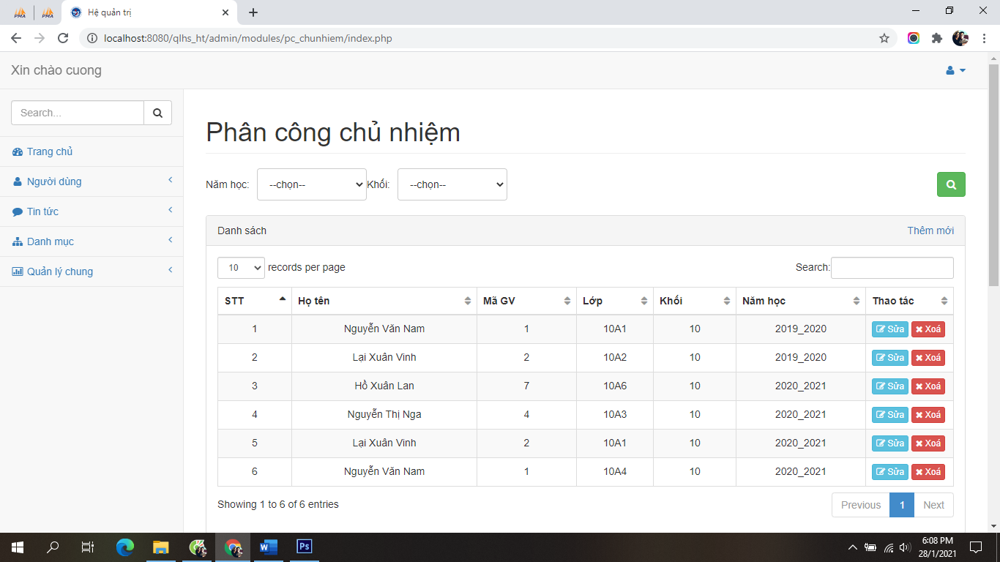 PMA PMA Hệ quản trị
localhost:8080/qlhs_ht/admin/modules/pc_chunhiem/index.php
Xin chào cuong
Search...
Trang chủ
Người dùng
Tin tức
Danh mục
Quản lý chung
Phân công chủ nhiệm
Năm học: --chọn-- Khối: --chọn--
Danh sách Thêm mới
10 records per page Search:
STT Họ tên Mã GV Lớp Khối Năm học Thao tác
1 Nguyễn Văn Nam 1 10A1 10 2019_2020 Sửa Xoá
2 Lại Xuân Vinh 2 10A2 10 2019_2020 Sửa Xoá
3 Hồ Xuân Lan 7 10A6 10 2020_2021 Sửa Xoá
4 Nguyễn Thị Nga 4 10A3 10 2020_2021 Sửa Xoá
5 Lại Xuân Vinh 2 10A1 10 2020_2021 Sửa Xoá
6 Nguyễn Văn Nam 1 10A4 10 2020_2021 Sửa Xoá
Showing 1 to 6 of 6 entries Previous 1 Next
Ps
6:08 PM
28/1/2021